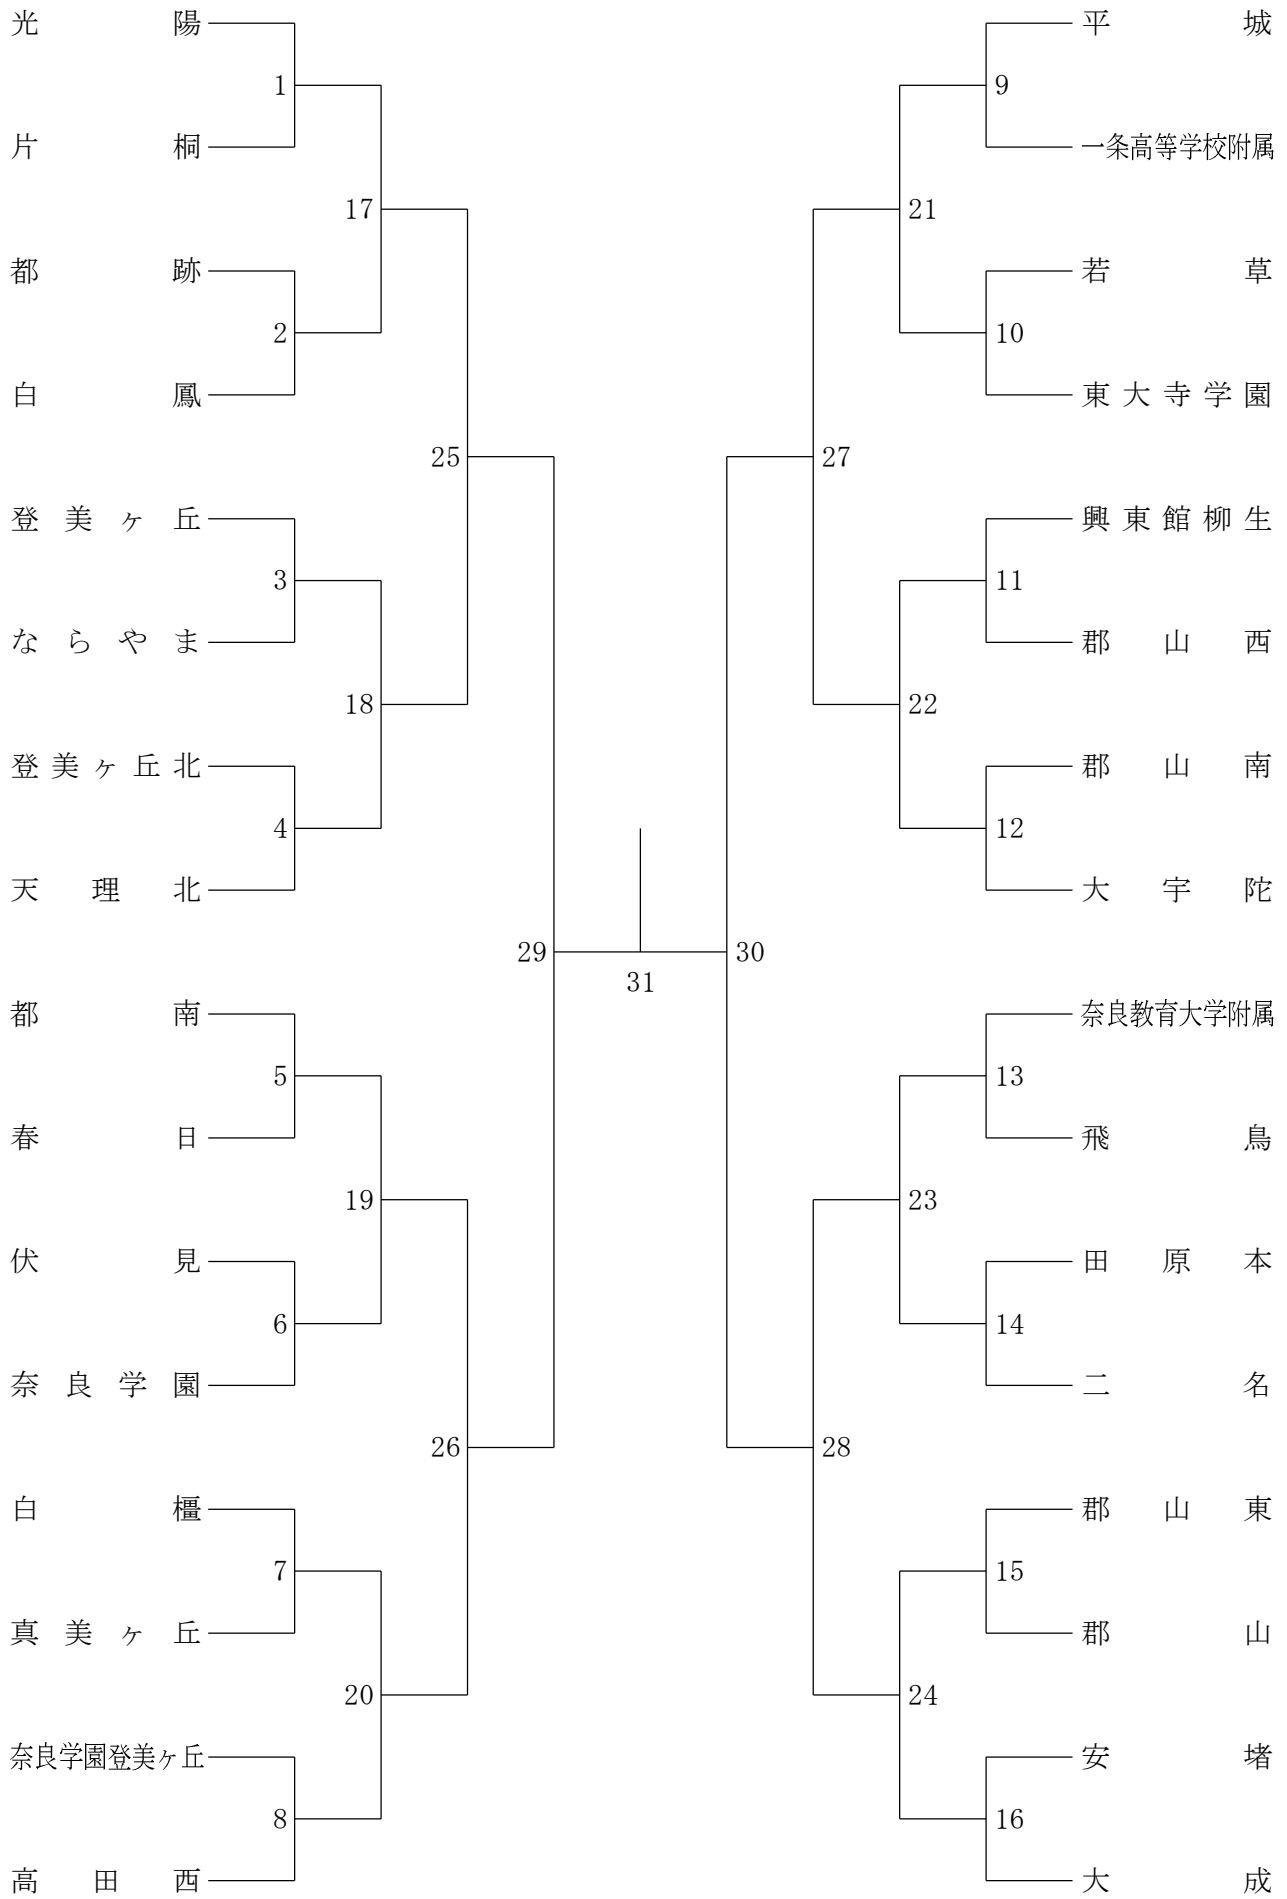 光陽
1
片桐
17
都跡
2
白鳳
25
登美ヶ丘
3
ならやま
18
登美ヶ丘北
4
天理北
29
都南
5
春日
19
伏見
6
奈良学園
26
白橿
7
真美ヶ丘
20
奈良学園登美ヶ丘
8
高田西
31
平城
9
一条高等学校附属
21
若草
10
東大寺学園
27
興東館柳生
11
郡山西
22
郡山南
12
大宇陀
30
奈良教育大学附属
13
飛鳥
23
田原本
14
二名
28
郡山東
15
郡山
24
安堵
16
大成